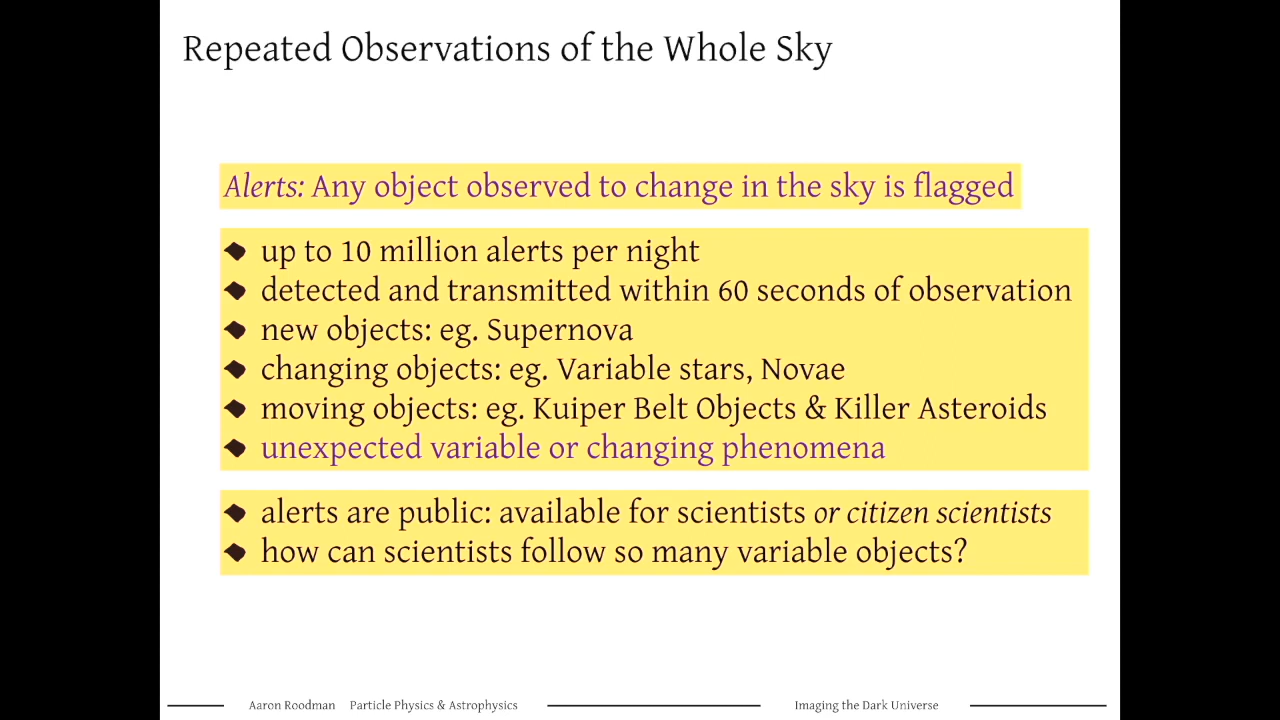 Repeated Observations of the Whole Sky
Alerts: Any object observed to change in the sky is flagged
up to 10 million alerts per night
detected and transmitted within 60 seconds of observation
new objects: eg. Supernova
changing objects: eg. Variable stars, Novae
moving objects: eg. Kuiper Belt Objects & Killer Asteroids
unexpected variable or changing phenomena
alerts are public: available for scientists or citizen scientists
how can scientists follow so many variable objects?
Aaron Roodman Particle Physics & Astrophysics Imaging the Dark Universe